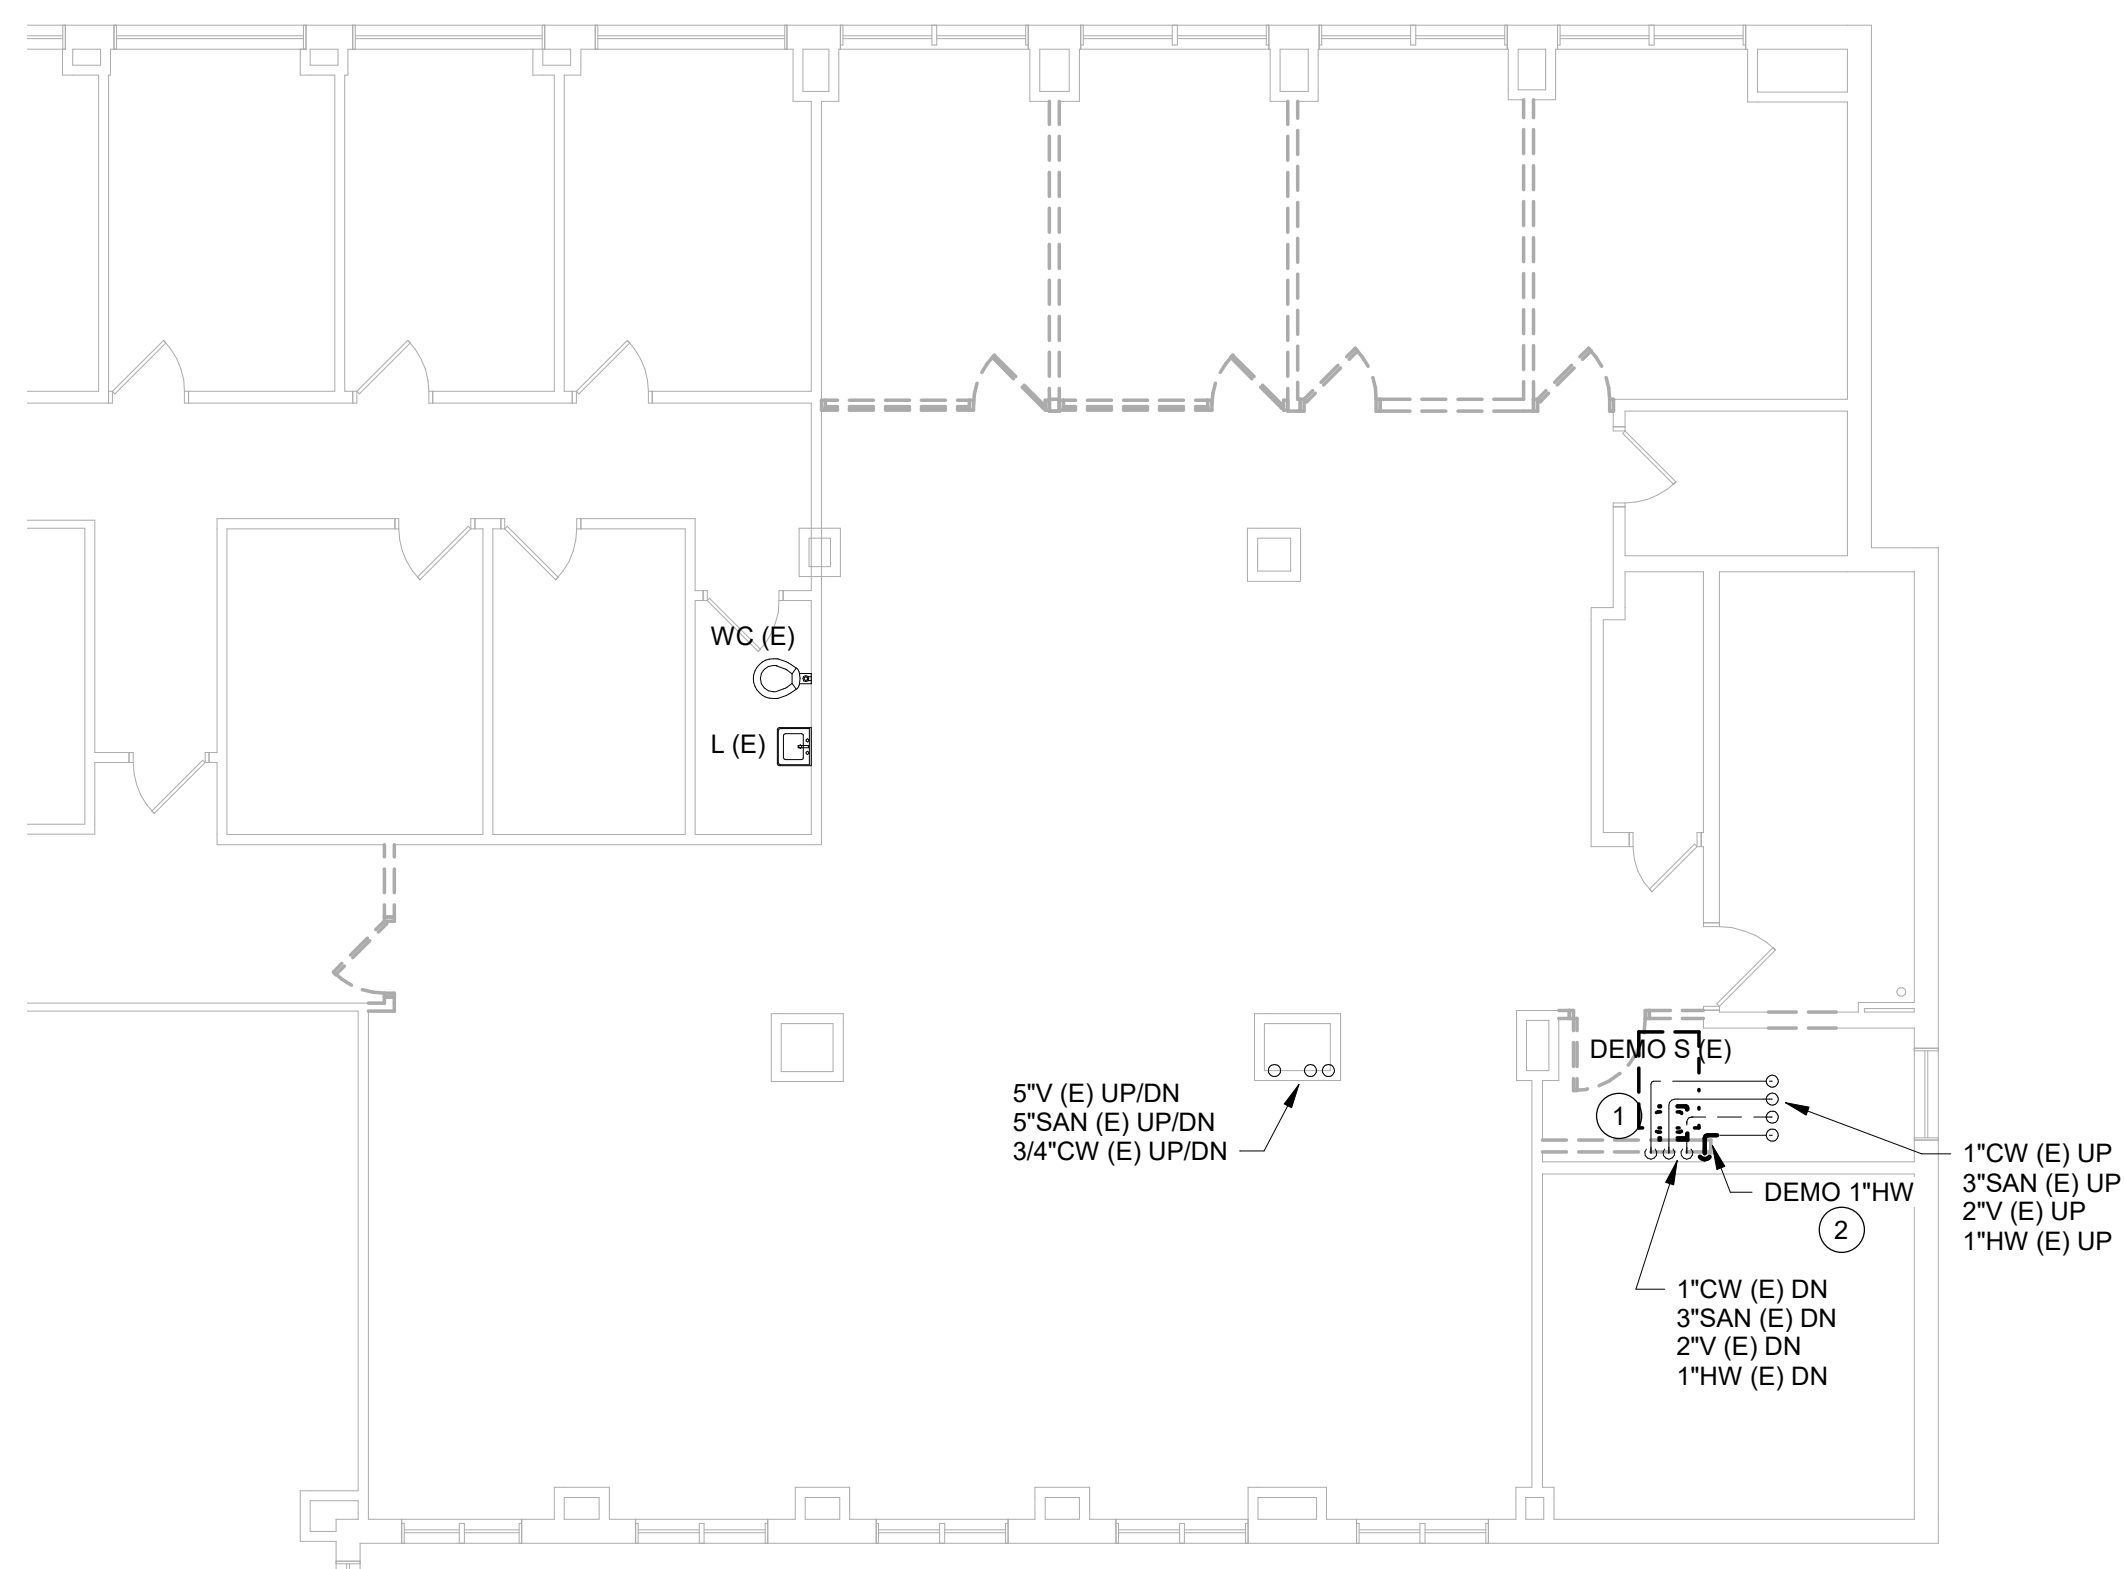 WC (E)
L (E)
DEMO S (E)
5"V (E) UP/DN
5"SAN (E) UP/DN
3/4"CW (E) UP/DN
1
1"CW (E) UP
3"SAN (E) UP
2"V (E) UP
1"HW (E) UP
DEMO 1"HW
2
1"CW (E) DN
3"SAN (E) DN
2"V (E) DN
1"HW (E) DN